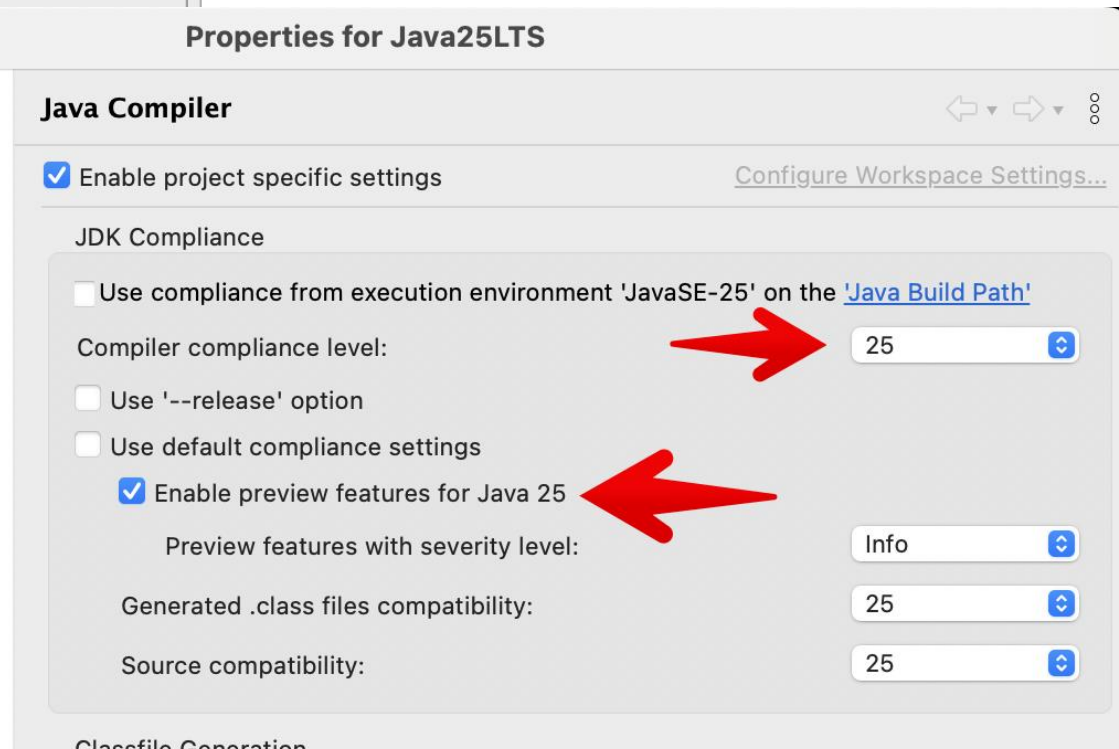 Properties for Java25LTS
Java Compiler
Enable project specific settings
Configure Workspace Settings...
JDK Compliance
Use compliance from execution environment 'JavaSE-25' on the 'Java Build Path'
Compiler compliance level:
25
Use '--release' option
Use default compliance settings
Enable preview features for Java 25
Preview features with severity level:
Info
Generated .class files compatibility:
25
Source compatibility:
25
Classfile Generation